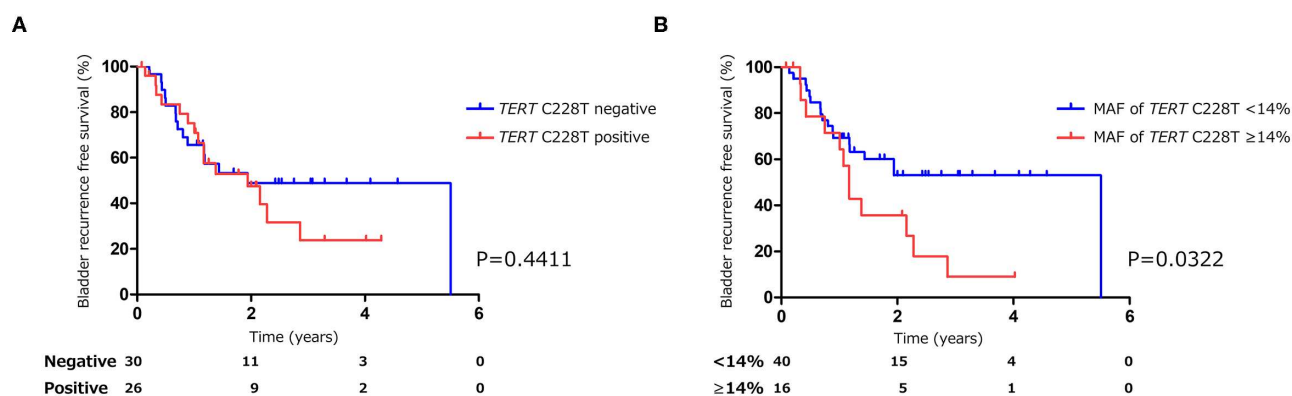 A
Bladder recurrence free survival (%)
100
80
60
40
20
0
0 2 4 6
Time (years)
TERT C228T negative
TERT C228T positive
P=0.4411
Negative 30 11 3 0
Positive 26 9 2 0
B
Bladder recurrence free survival (%)
100
80
60
40
20
0
0 2 4 6
Time (years)
MAF of TERT C228T <14%
MAF of TERT C228T ≥14%
P=0.0322
<14% 40 15 4 0
≥14% 16 5 1 0